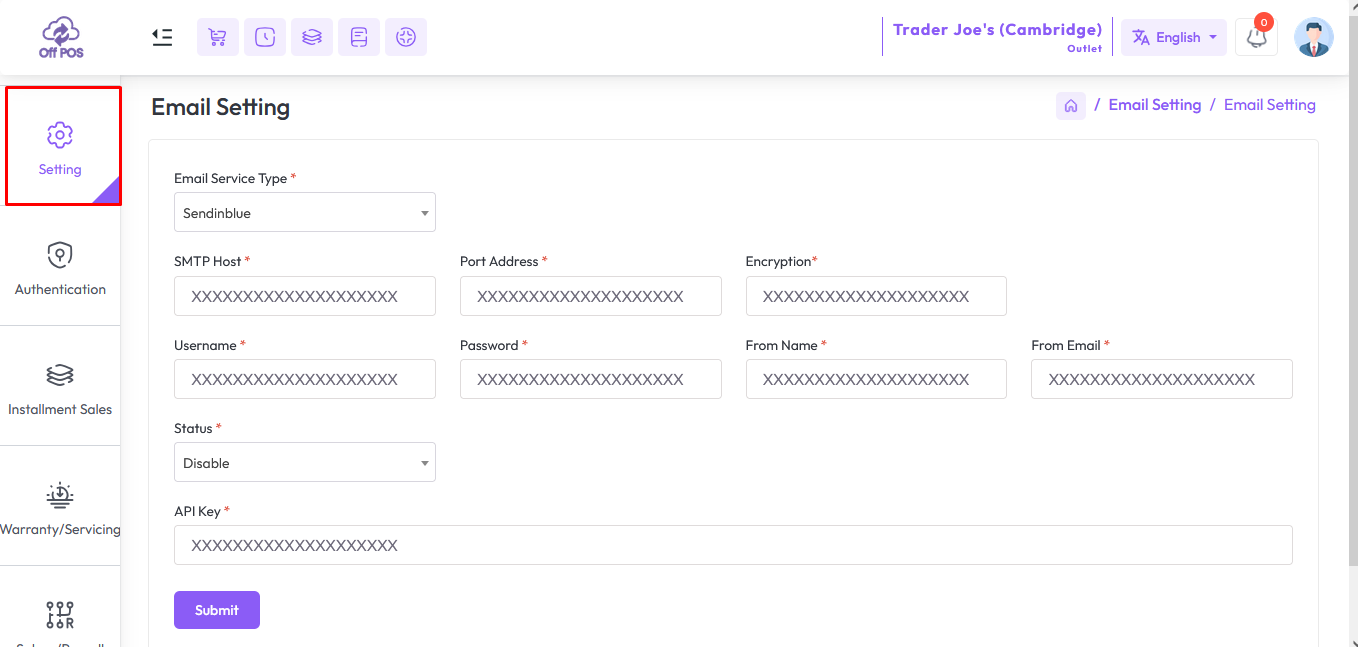 Off POS
Trader Joe's (Cambridge)
Outlet
English
0
Setting
Authentication
Installment Sales
Warranty/Servicing
Email Setting
/ Email Setting / Email Setting
Email Service Type *
Sendinblue
SMTP Host * Port Address * Encryption*
XXXXXXXXXXXXXXXXXXXX XXXXXXXXXXXXXXXXXXXX XXXXXXXXXXXXXXXXXXXX
Username * Password * From Name * From Email *
XXXXXXXXXXXXXXXXXXXX XXXXXXXXXXXXXXXXXXXX XXXXXXXXXXXXXXXXXXXX XXXXXXXXXXXXXXXXXXXX
Status *
Disable
API Key *
XXXXXXXXXXXXXXXXXXXX
Submit